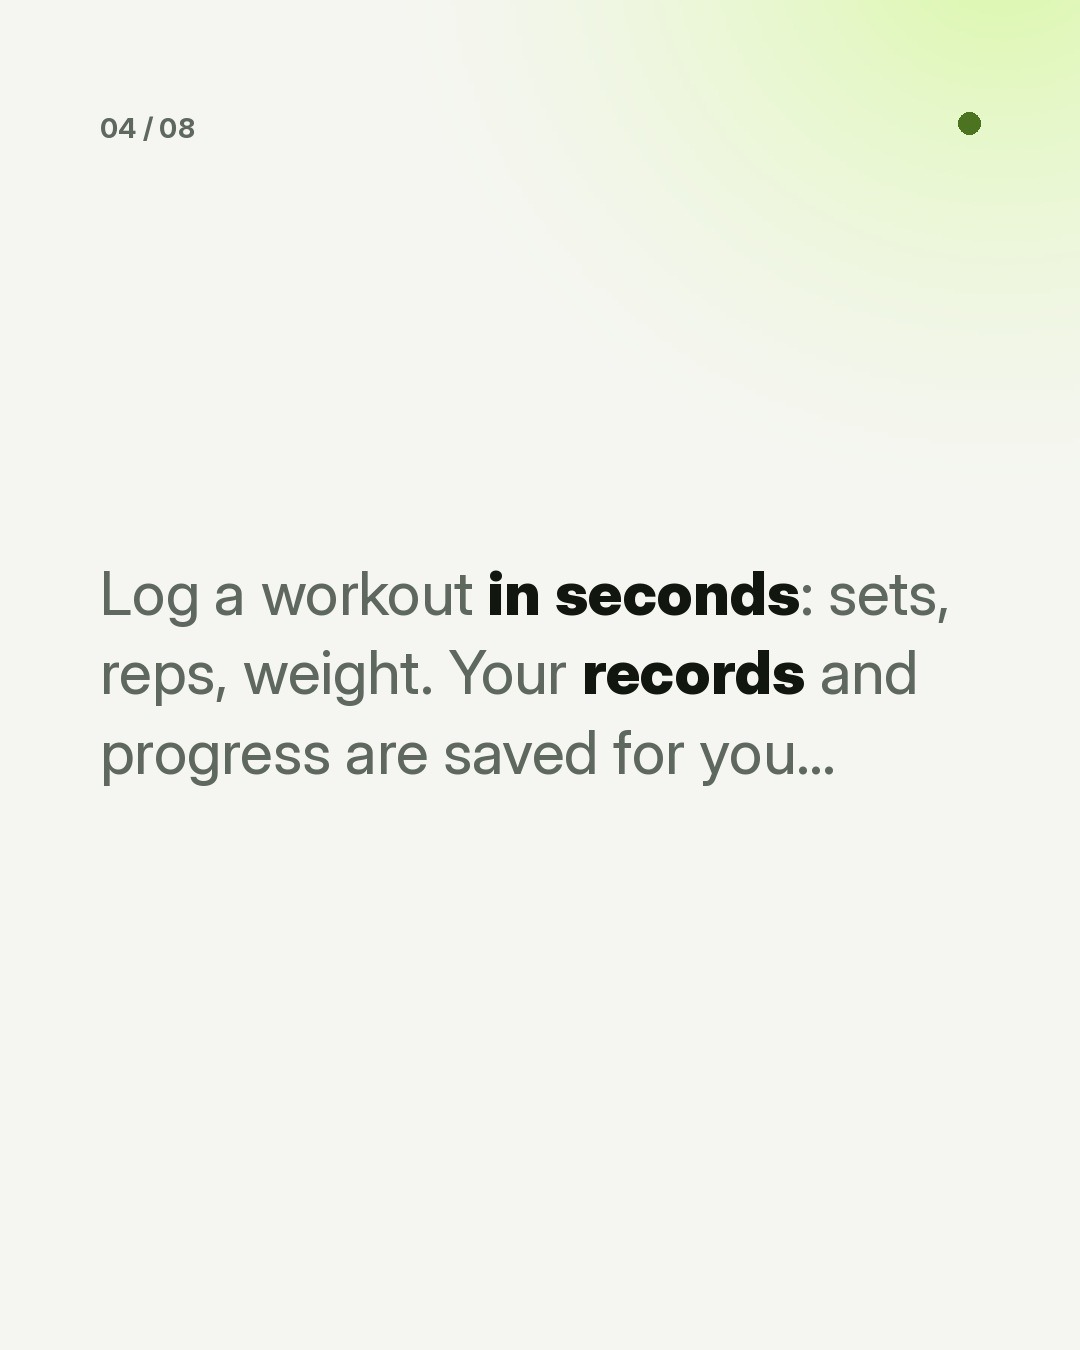 04 / 08
Log a workout in seconds: sets,
reps, weight. Your records and
progress are saved for you...